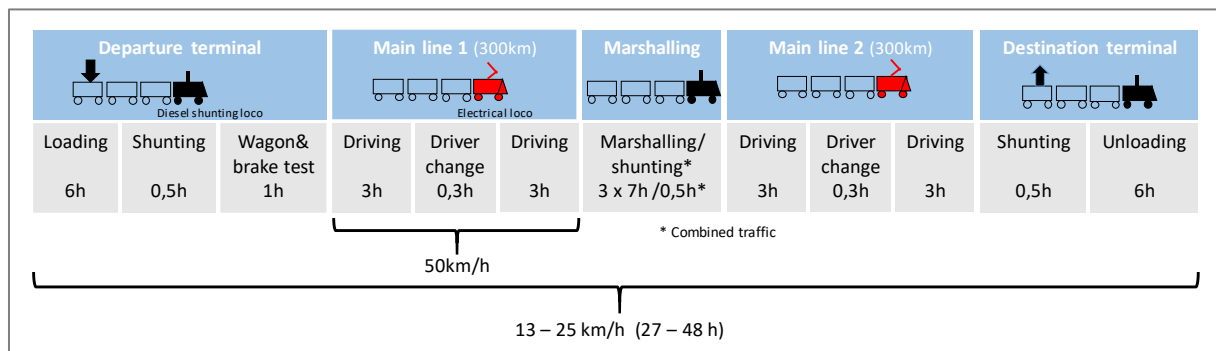 Departure terminal
Main line 1 (300km)
Marshalling
Main line 2 (300km)
Destination terminal
Diesel shunting loco
Electrical loco
Loading
6h
Shunting
0,5h
Wagon&
brake test
1h
Driving
3h
Driver
change
0,3h
Driving
3h
Marshalling/
shunting*
3 x 7h /0,5h*
Driving
3h
Driver
change
0,3h
Driving
3h
Shunting
0,5h
Unloading
6h
* Combined traffic
50km/h
13 – 25 km/h  (27 – 48 h)